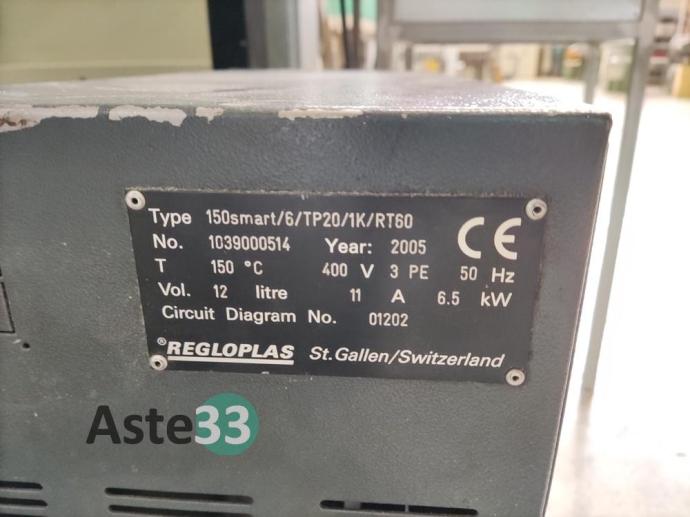 Type 150smart/6/TP20/1K/RT60
No. 1039000514 Year: 2005 CE
T 150 °C 400 V 3 PE 50 Hz
Vol. 12 litre 11 A 6.5 kW
Circuit Diagram No. 01202
®REGLOPLAS St.Gallen/Switzerland
Aste33